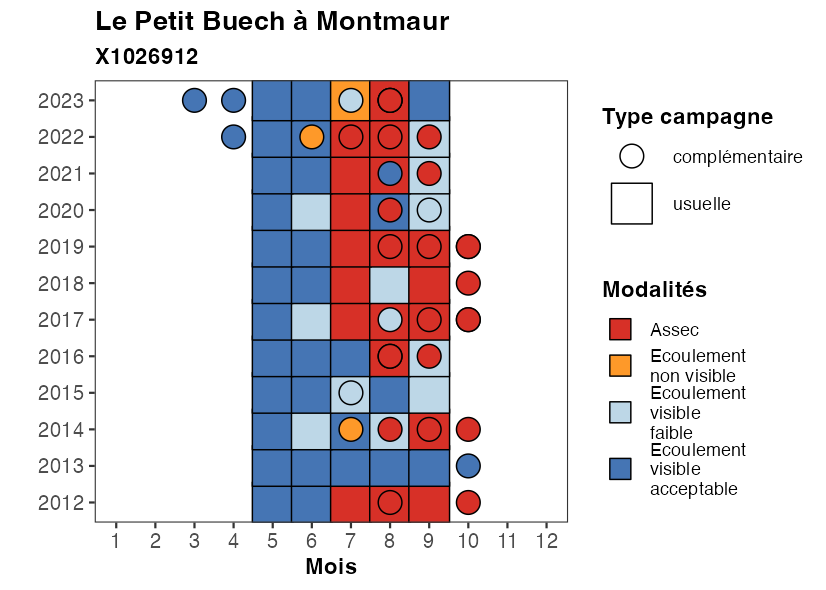 Le Petit Buech à Montmaur
X1026912
2023
2022
2021
2020
2019
2018
2017
2016
2015
2014
2013
2012
1 2 3 4 5 6 7 8 9 10 11 12
Mois
Type campagne
complémentaire
usuelle
Modalités
Assec
Ecoulement
non visible
Ecoulement
visible
faible
Ecoulement
visible
acceptable